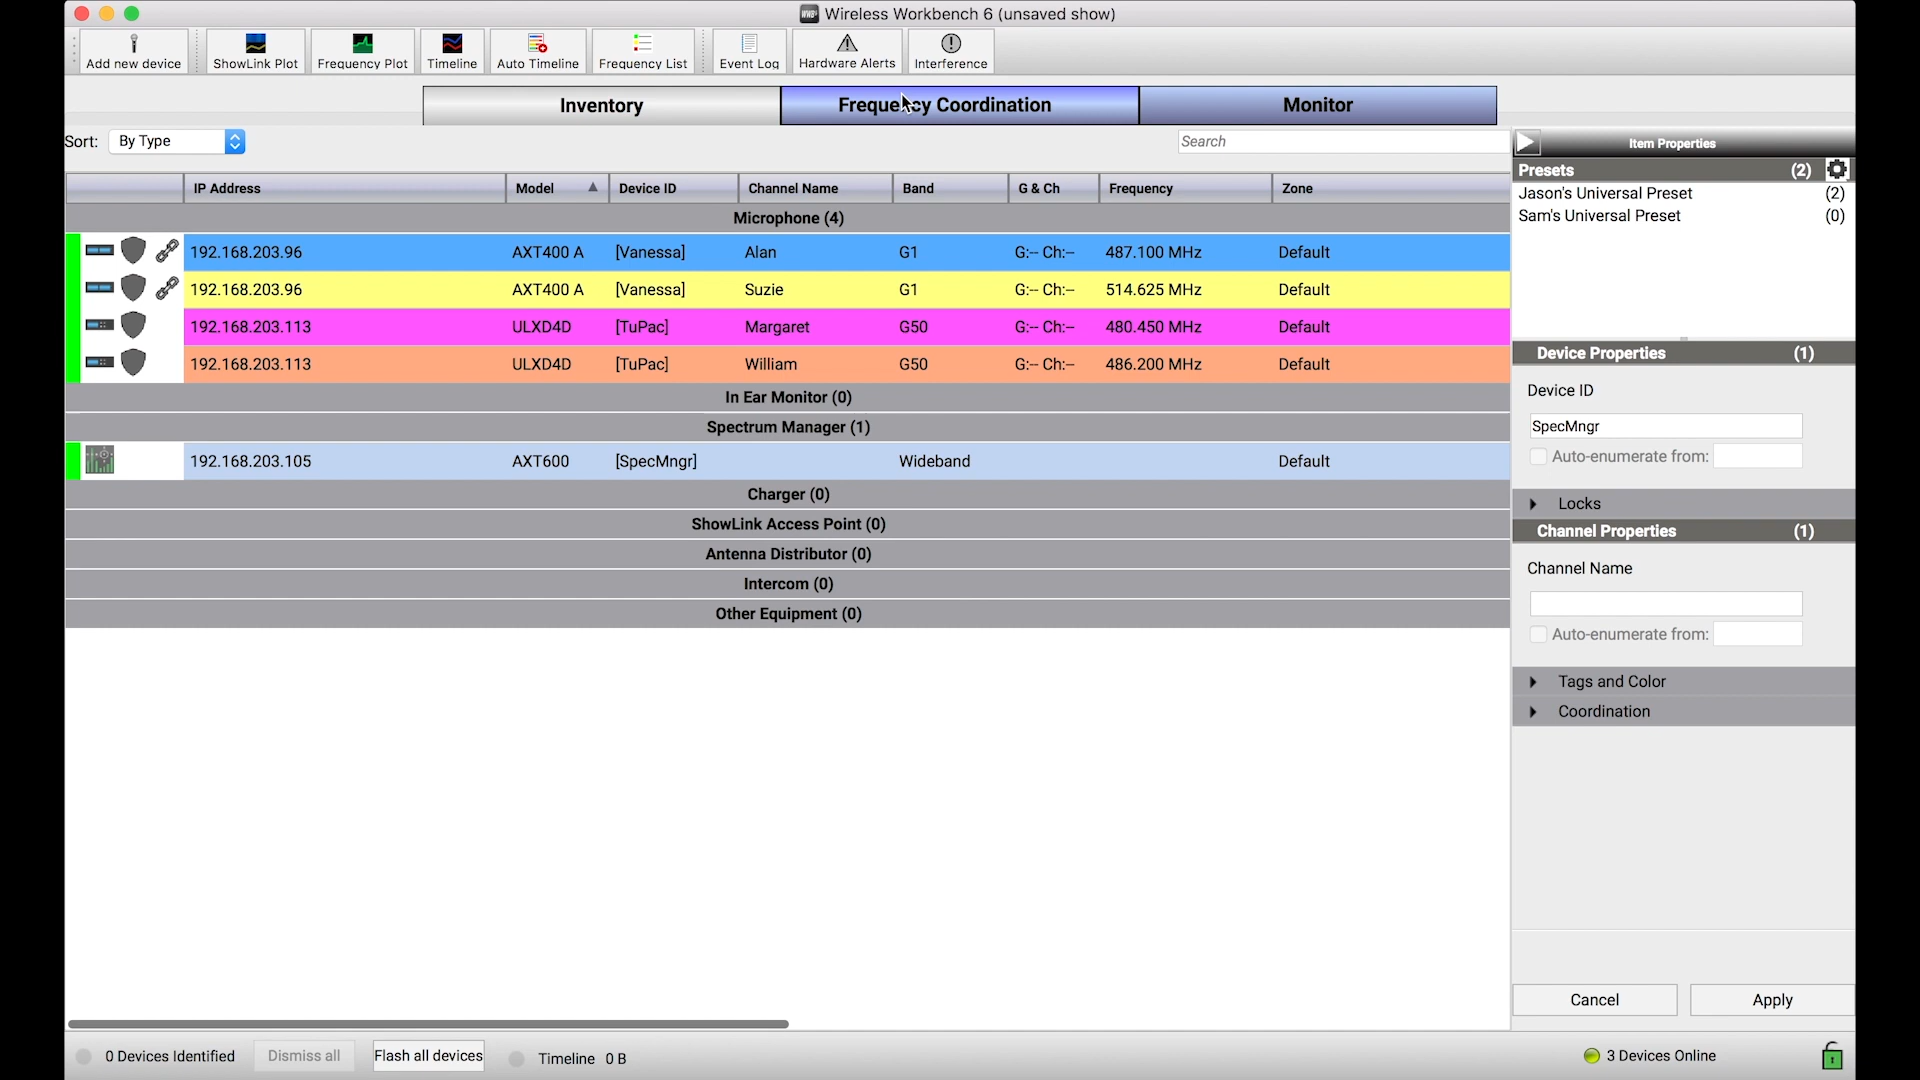 Wireless Workbench 6 (unsaved show)
Add new device
ShowLink Plot
Frequency Plot
Timeline
Auto Timeline
Frequency List
Event Log
Hardware Alerts
Interference
Inventory
Frequency Coordination
Monitor
Sort: By Type
Search
Item Properties
Presets (2)
Jason's Universal Preset (2)
Sam's Universal Preset (0)
IP Address Model Device ID Channel Name Band G & Ch Frequency Zone
Microphone (4)
192.168.203.96 AXT400 A [Vanessa] Alan G1 G:-- Ch:-- 487.100 MHz Default
192.168.203.96 AXT400 A [Vanessa] Suzie G1 G:-- Ch:-- 514.625 MHz Default
192.168.203.113 ULXD4D [TuPac] Margaret G50 G:-- Ch:-- 480.450 MHz Default
192.168.203.113 ULXD4D [TuPac] William G50 G:-- Ch:-- 486.200 MHz Default
In Ear Monitor (0)
Spectrum Manager (1)
192.168.203.105 AXT600 [SpecMngr] Wideband Default
Charger (0)
ShowLink Access Point (0)
Antenna Distributor (0)
Intercom (0)
Other Equipment (0)
Device Properties (1)
Device ID
SpecMngr
Auto-enumerate from:
Locks
Channel Properties (1)
Channel Name
Auto-enumerate from:
Tags and Color
Coordination
Cancel
Apply
0 Devices Identified
Dismiss all
Flash all devices
Timeline 0 B
3 Devices Online